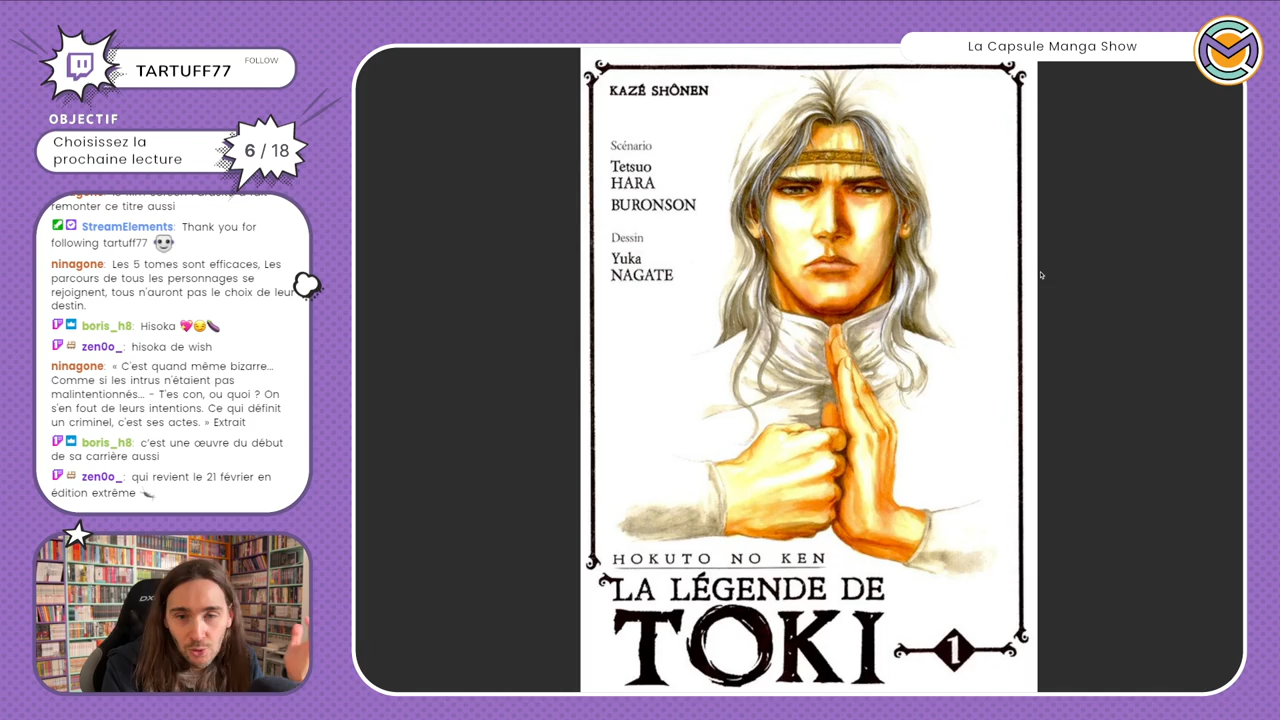 TARTUFF77
FOLLOW
OBJECTIF
Choisissez la
prochaine lecture
6 / 18
remonter ce titre aussi
StreamElements: Thank you for
following tartuff77
ninagone: Les 5 tomes sont efficaces, Les
parcours de tous les personnages se
rejoignent, tous n'auront pas le choix de leur
destin.
boris_h8: Hisoka 💖😏🍆
zen0o_: hisoka de wish
ninagone: « C'est quand même bizarre...
Comme si les intrus n'étaient pas
malintentionnés... - T'es con, ou quoi ? On
s'en fout de leurs intentions. Ce qui définit
un criminel, c'est ses actes. » Extrait
boris_h8: c'est une œuvre du début
de sa carrière aussi
zen0o_: qui revient le 21 février en
édition extrême
La Capsule Manga Show
KAZÉ SHÔNEN
Scénario
Tetsuo
HARA
BURONSON
Dessin
Yuka
NAGATE
HOKUTO NO KEN
LA LÉGENDE DE
TOKI
1